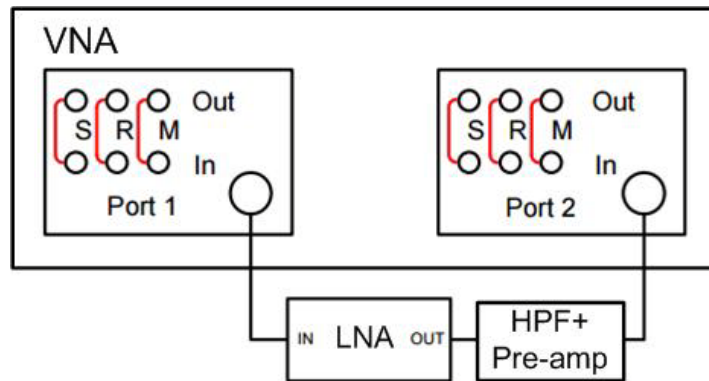 VNA
Out
S R M
In
Port 1
Out
S R M
In
Port 2
IN LNA OUT
HPF+
Pre-amp